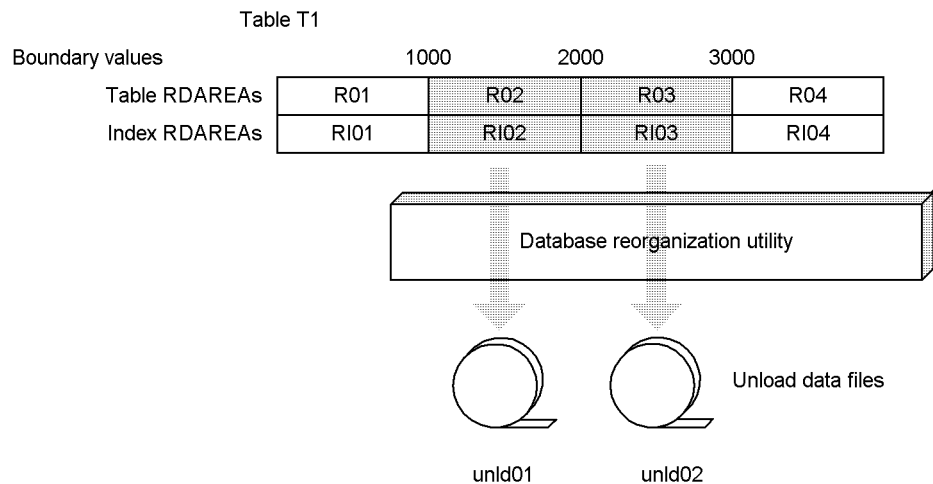 Table T1
Boundary values 1000 2000 3000
Table RDAREAs R01 R02 R03 R04
Index RDAREAs RI01 RI02 RI03 RI04
Database reorganization utility
Unload data files
unld01 unld02